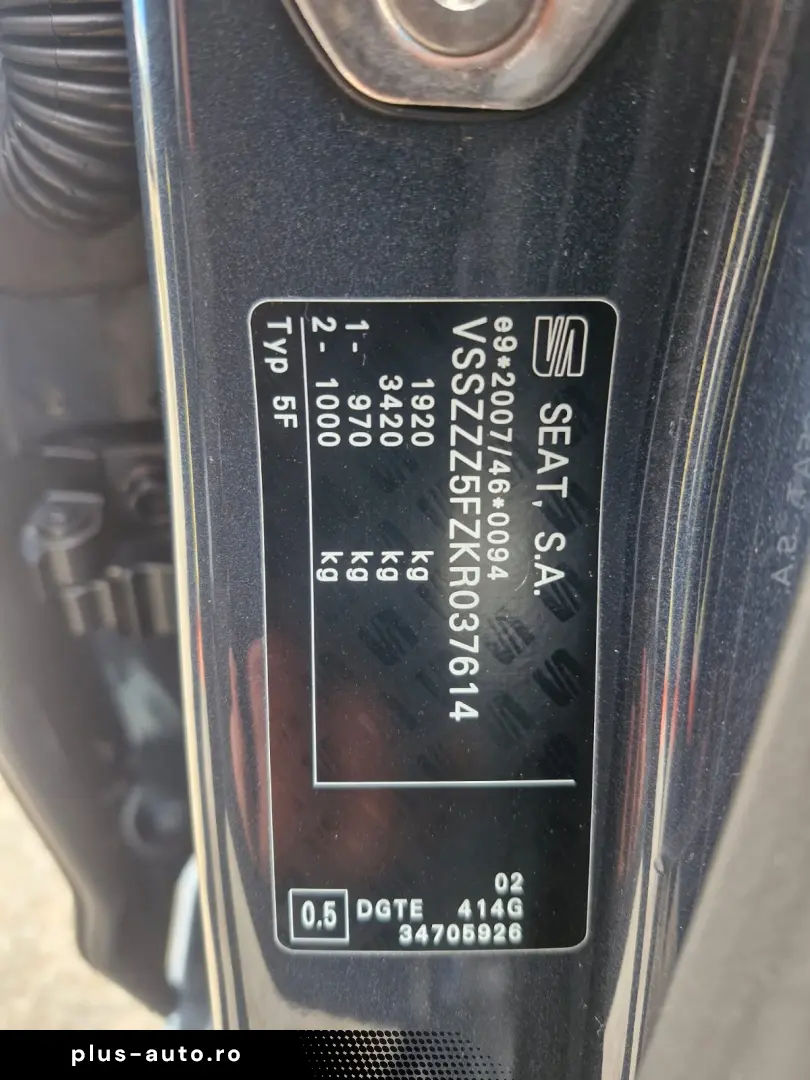 SEAT, S.A.
e9*2007/46*0094
VSSZZZ5FZKR037614
1920 kg
3420 kg
1- 970 kg
2- 1000 kg
Typ 5F
02
DGTE 414G
34705926
0.5
plus-auto.ro